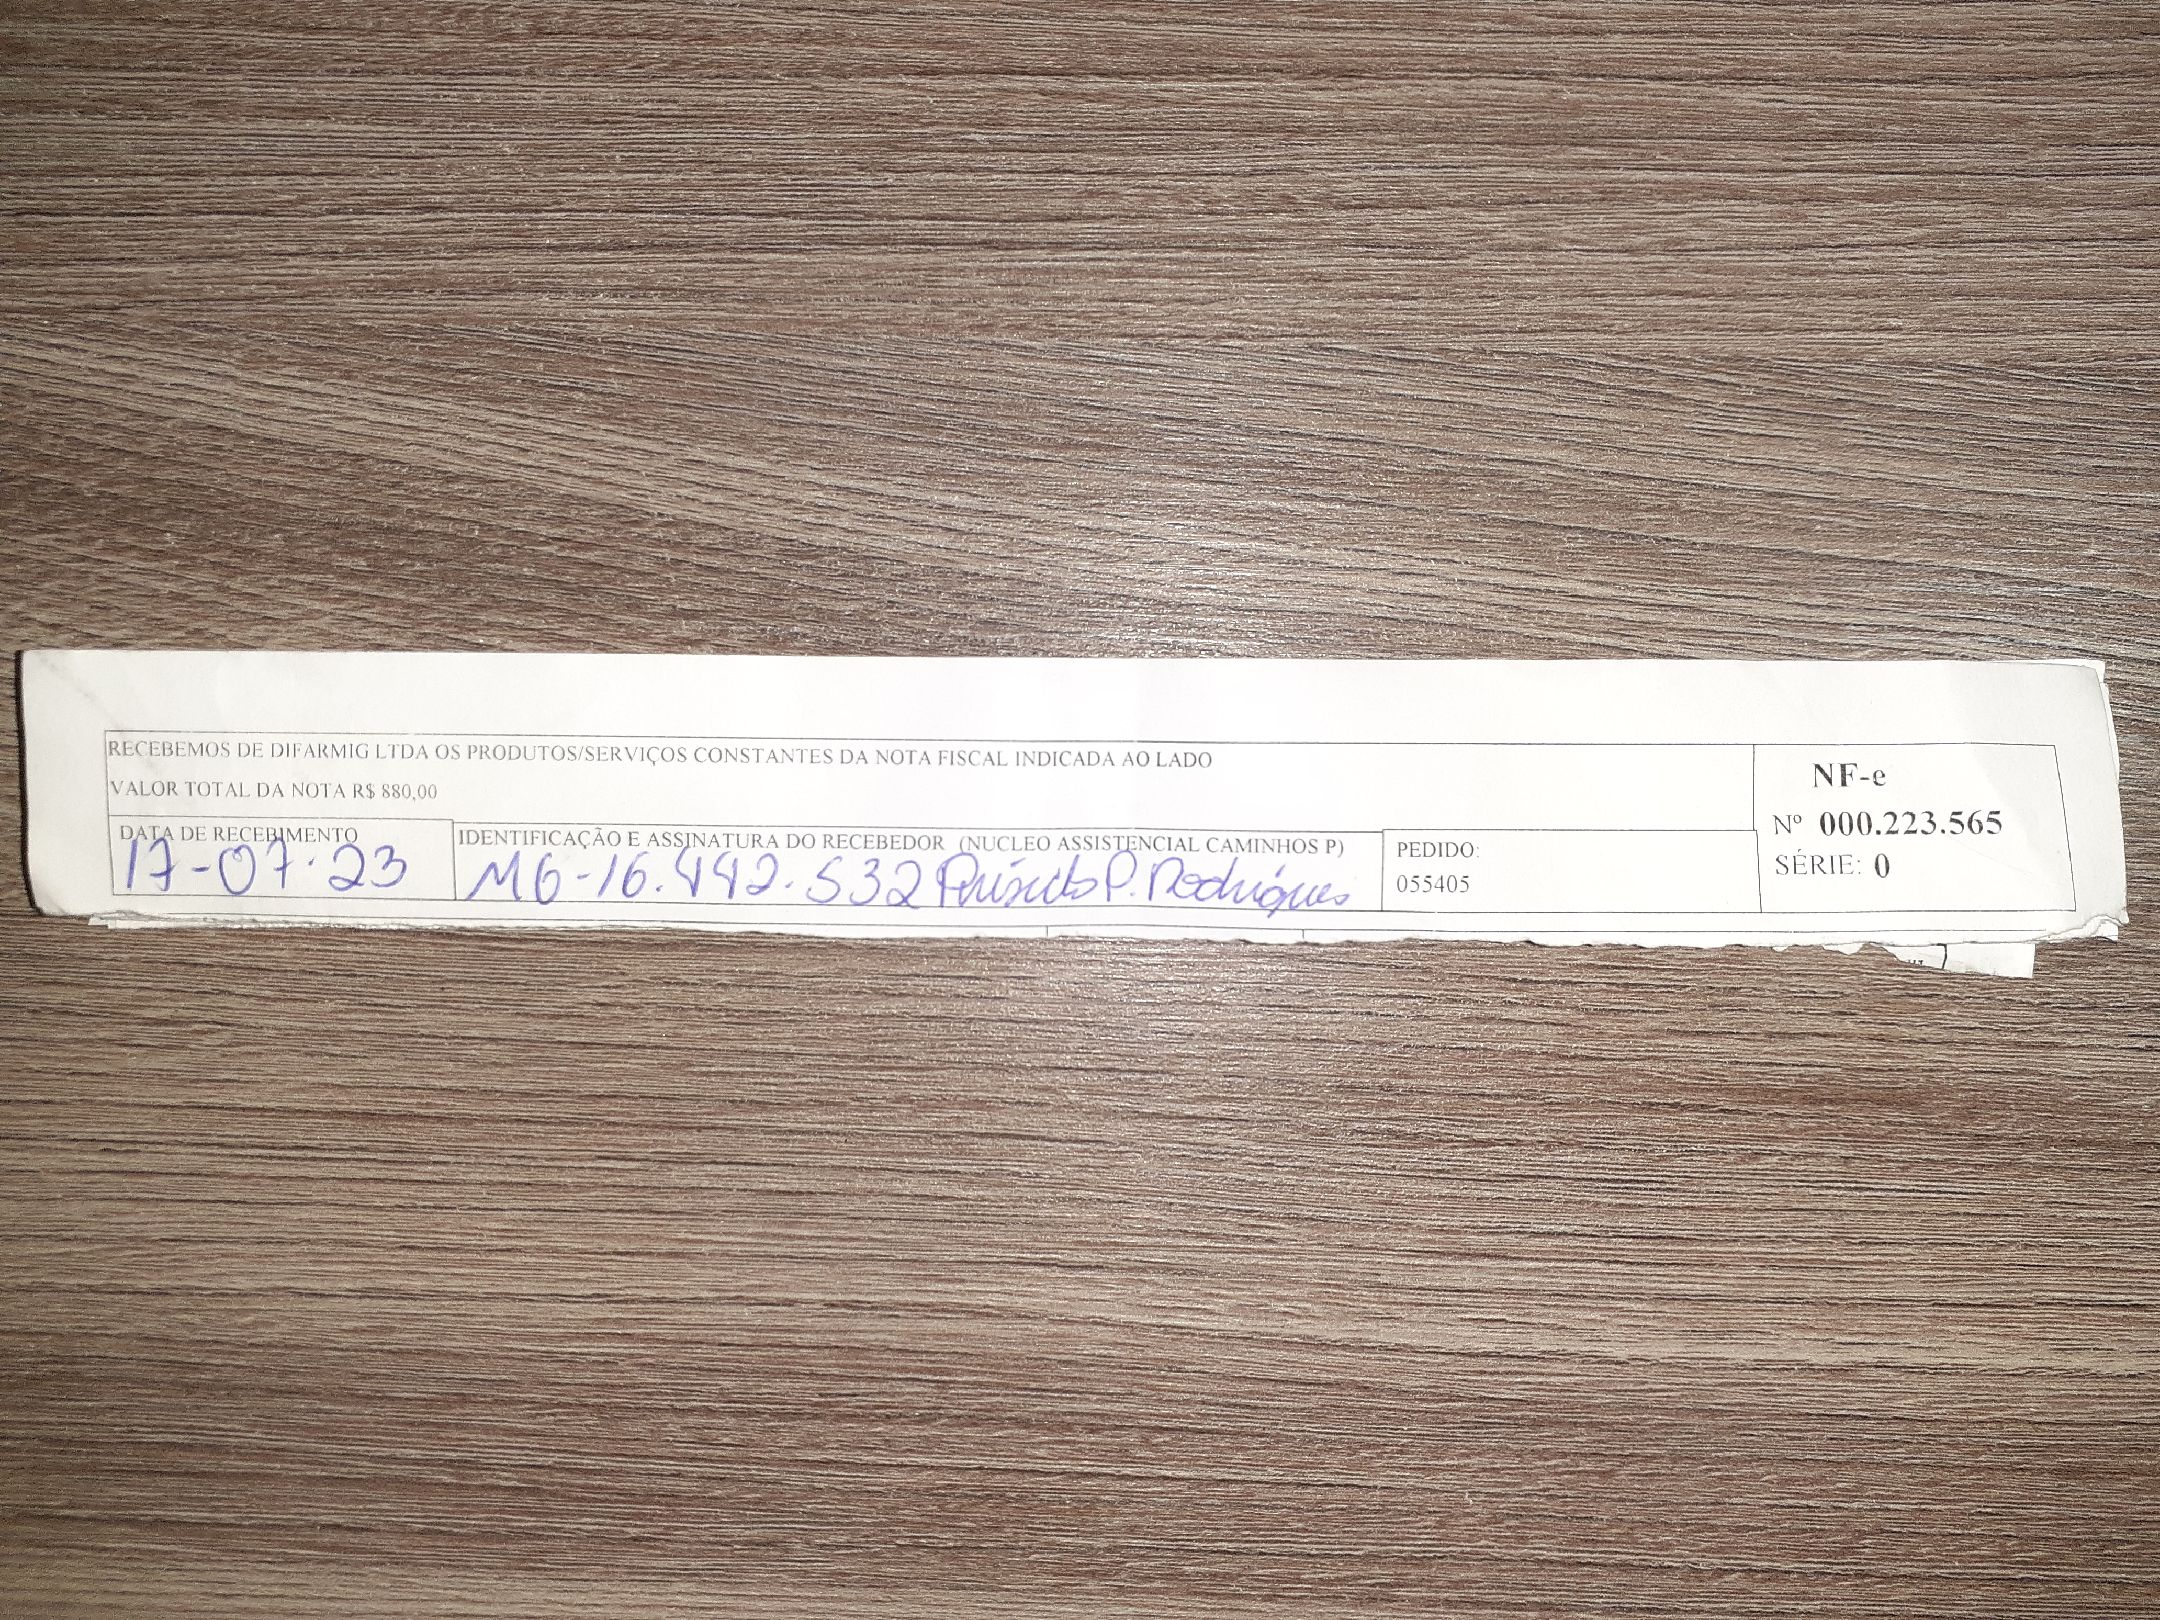 RECEBEMOS DE DIFARMIG LTDA OS PRODUTOS/SERVIÇOS CONSTANTES DA NOTA FISCAL INDICADA AO LADO
VALOR TOTAL DA NOTA R$ 880,00
DATA DE RECEBIMENTO
17-07-23
IDENTIFICAÇÃO E ASSINATURA DO RECEBEDOR (NUCLEO ASSISTENCIAL CAMINHOS P)
MG-16.442.532 P. Rodrigues
PEDIDO:
055405
NF-e
Nº 000.223.565
SÉRIE: 0